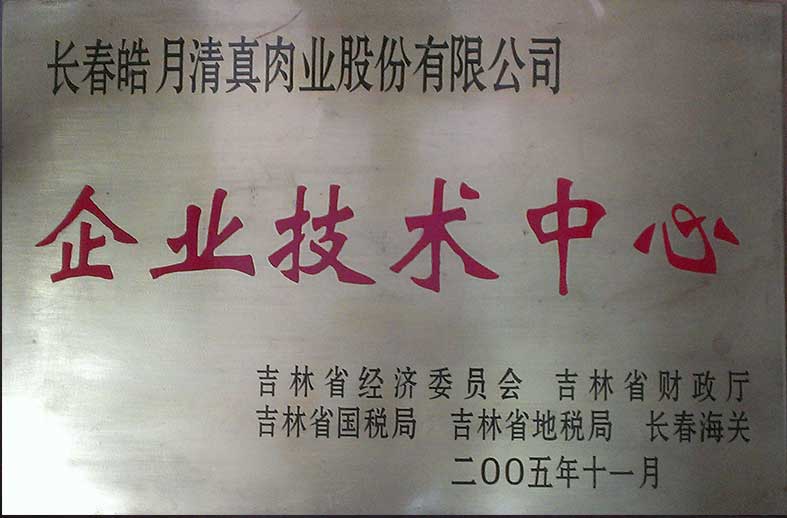 长春皓月清真肉业股份有限公司
企业技术中心
吉林省经济委员会 吉林省财政厅
吉林省国税局 吉林省地税局 长春海关
二〇〇五年十一月